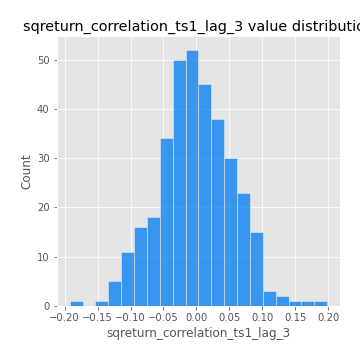 sqreturn_correlation_ts1_lag_3 value distributio
Count
50
40
30
20
10
0
−0.20 −0.15 −0.10 −0.05 0.00 0.05 0.10 0.15 0.20
sqreturn_correlation_ts1_lag_3